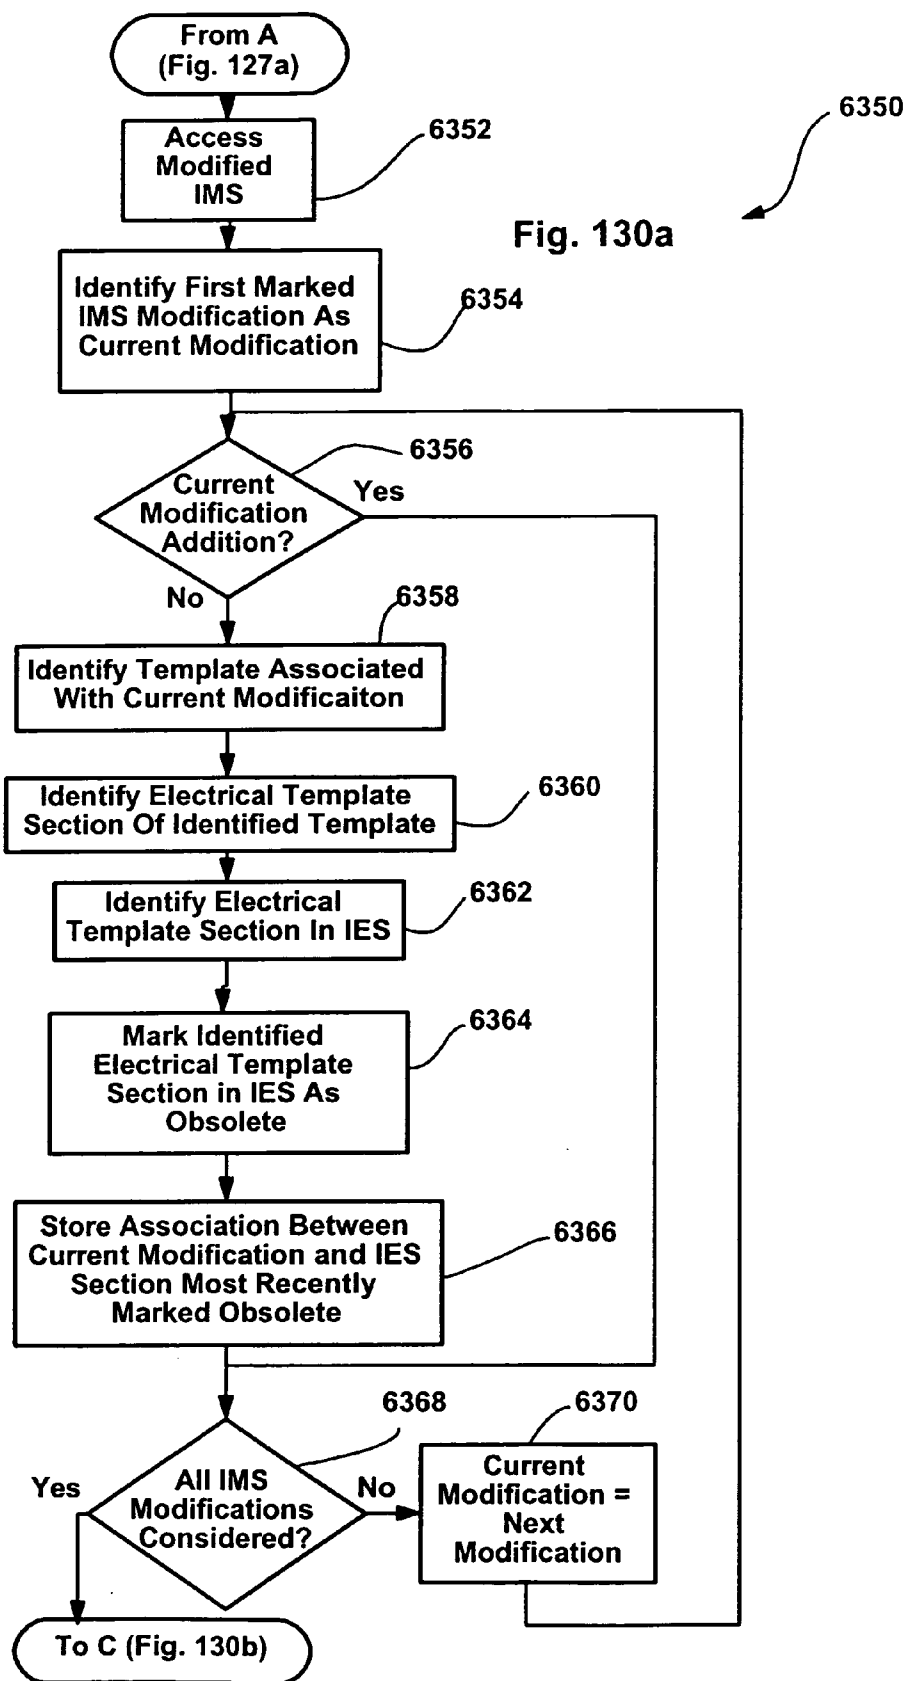 From A
(Fig. 127a)
6350
6352
Access
Modified
IMS
Fig. 130a
Identify First Marked
IMS Modification As
Current Modification
6354
6356
Current
Modification
Addition?
Yes
No
6358
Identify Template Associated
With Current Modificaiton
6360
Identify Electrical Template
Section Of Identified Template
6362
Identify Electrical
Template Section In IES
6364
Mark Identified
Electrical Template
Section in IES As
Obsolete
6366
Store Association Between
Current Modification and IES
Section Most Recently
Marked Obsolete
6368
6370
Yes
All IMS
Modifications
Considered?
No
Current
Modification =
Next
Modification
To C (Fig. 130b)